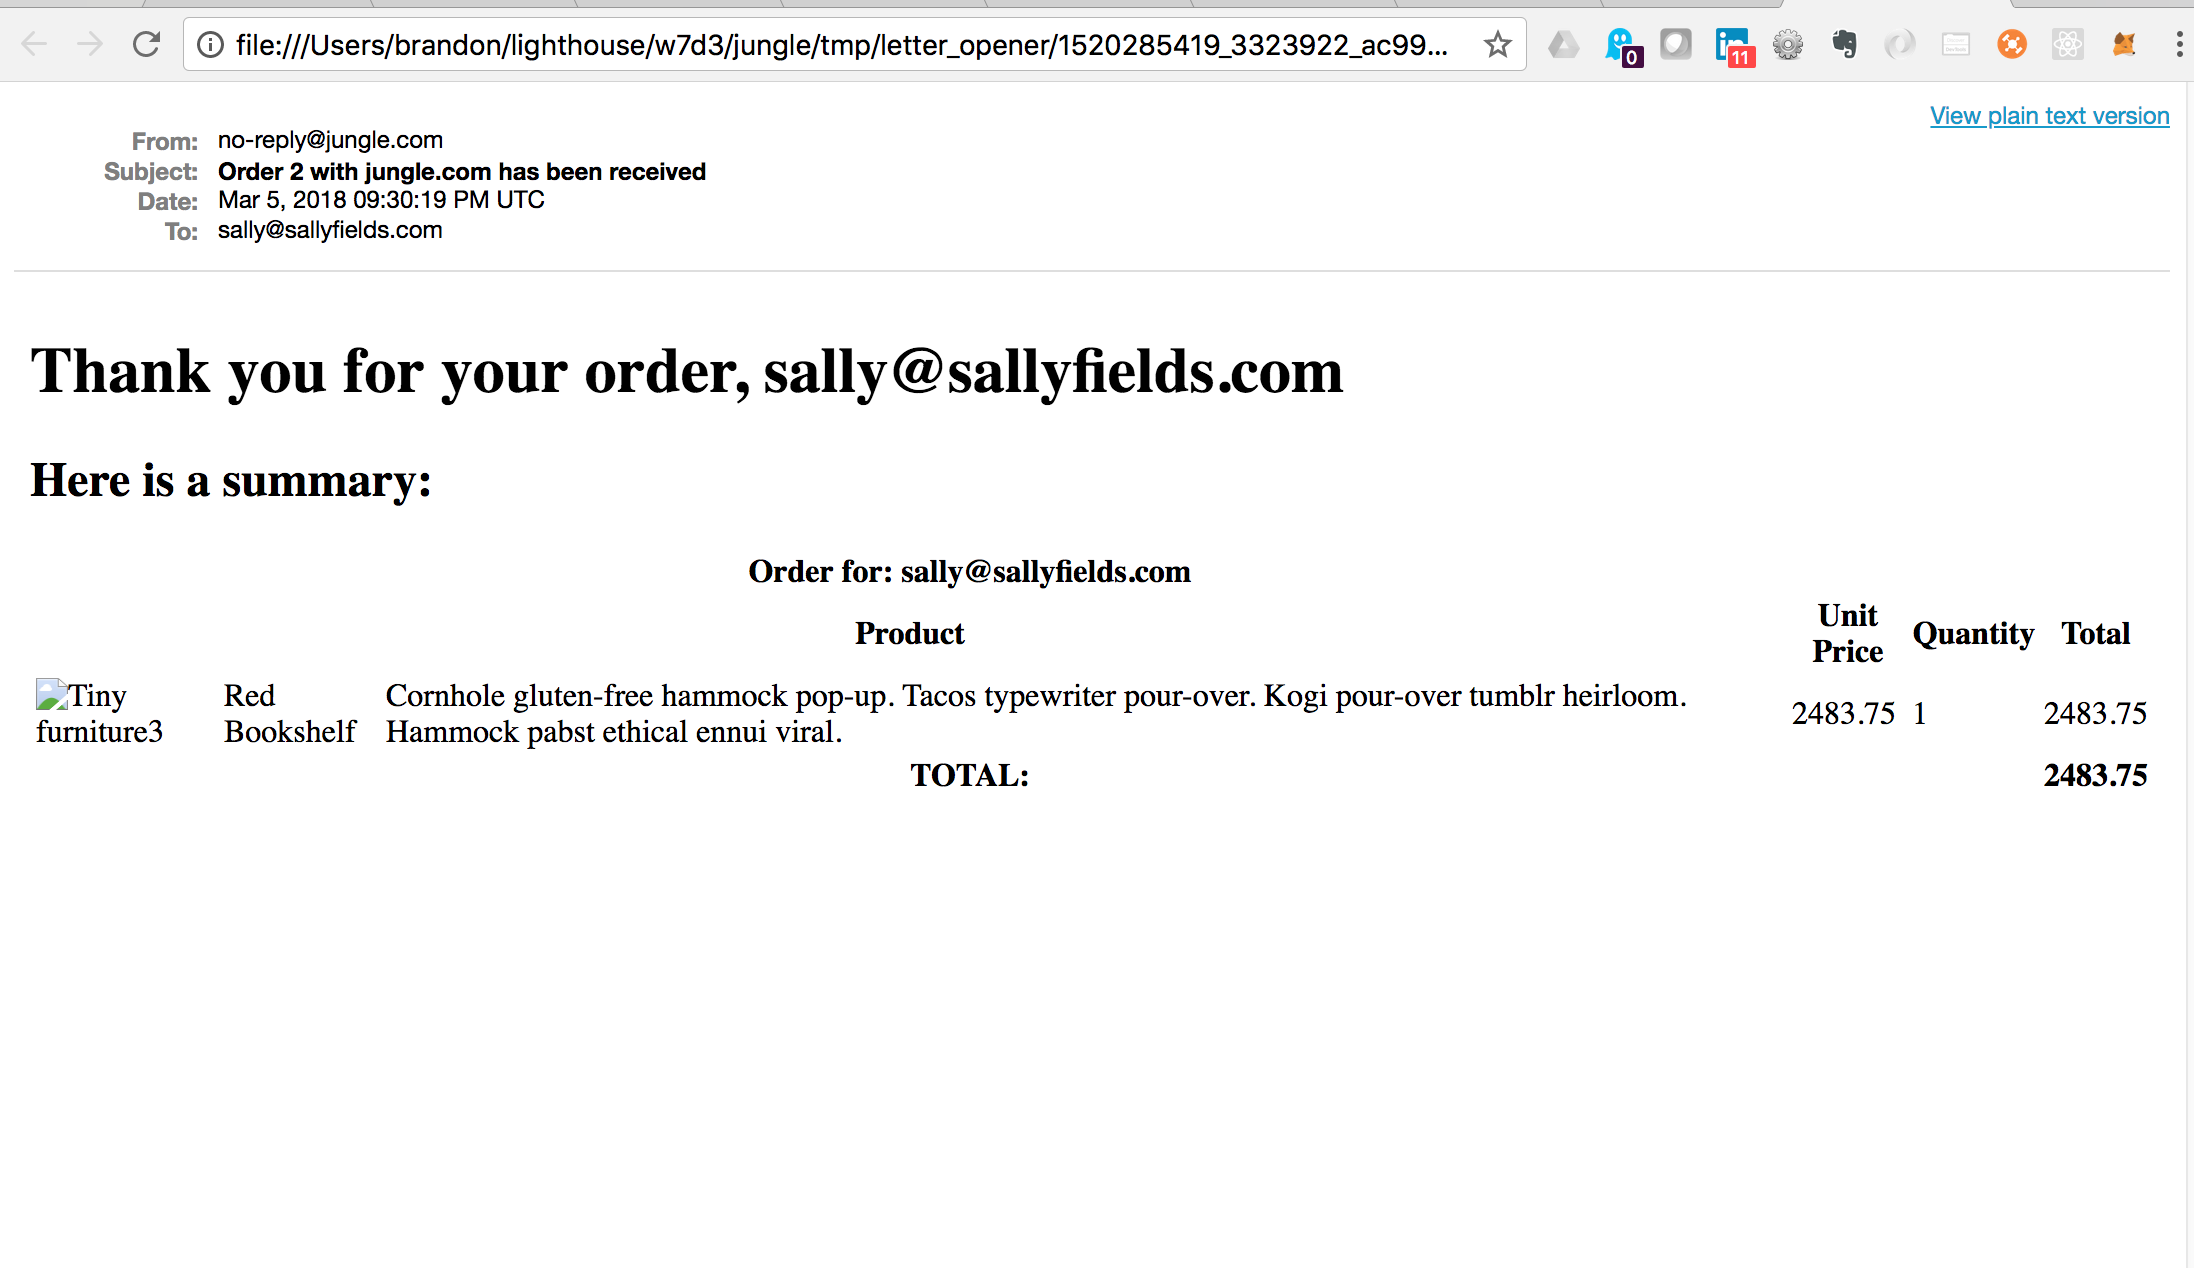 file:///Users/brandon/lighthouse/w7d3/jungle/tmp/letter_opener/1520285419_3323922_ac99...
0
11
View plain text version
From: no-reply@jungle.com
Subject: Order 2 with jungle.com has been received
Date: Mar 5, 2018 09:30:19 PM UTC
To: sally@sallyfields.com
Thank you for your order, sally@sallyfields.com
Here is a summary:
Order for: sally@sallyfields.com
Product Unit Price Quantity Total
Tiny furniture3
Red Bookshelf
Cornhole gluten-free hammock pop-up. Tacos typewriter pour-over. Kogi pour-over tumblr heirloom.
Hammock pabst ethical ennui viral.
2483.75 1 2483.75
TOTAL: 2483.75